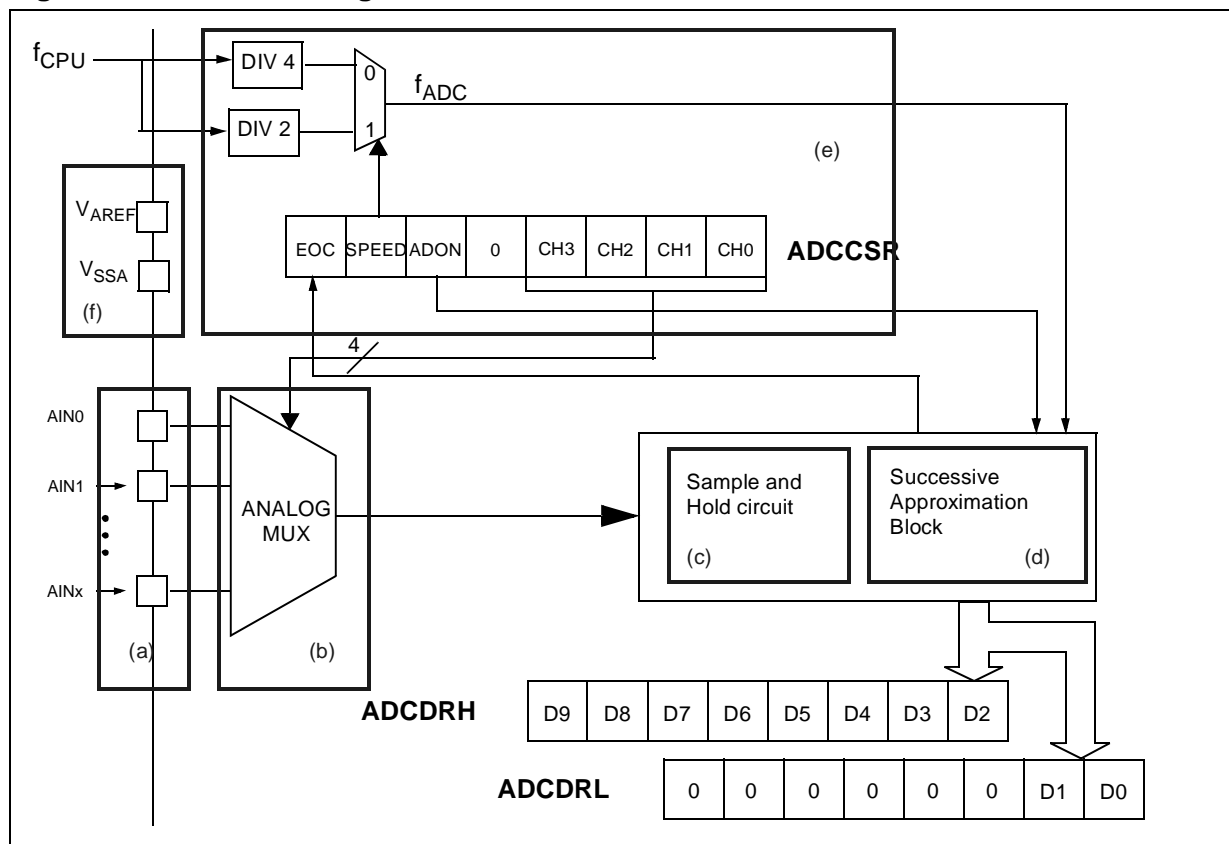 fCPU
DIV 4
0
fADC
DIV 2
1
(e)
VAREF
VSSA
(f)
EOC SPEED ADON 0 CH3 CH2 CH1 CH0 ADCCSR
4
AIN0
AIN1
AINx
(a)
ANALOG
MUX
(b)
Sample and
Hold circuit
(c)
Successive
Approximation
Block
(d)
ADCDRH D9 D8 D7 D6 D5 D4 D3 D2
ADCDRL 0 0 0 0 0 0 D1 D0